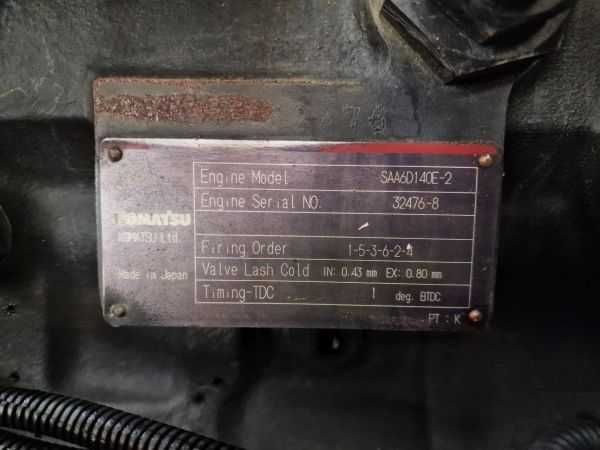 Engine Model SAA6D140E-2
Engine Serial NO. 32476-8
KOMATSU
KOMATSU Ltd.
Firing Order 1-5-3-6-2-4
Valve Lash Cold IN: 0.43 mm EX: 0.80 mm
Made in Japan
Timing-TDC 1 deg. BTDC
PT : K